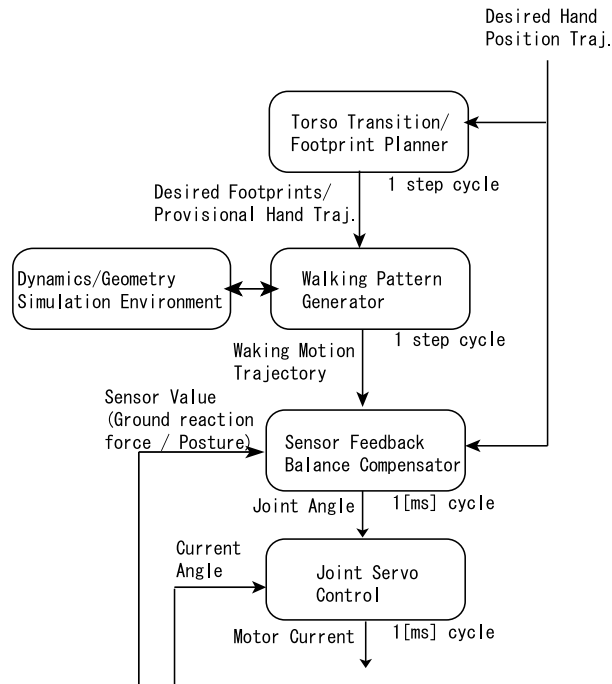 Desired Hand
Position Traj.
Torso Transition/
Footprint Planner
1 step cycle
Desired Footprints/
Provisional Hand Traj.
Dynamics/Geometry
Simulation Environment
Walking Pattern
Generator
1 step cycle
Waking Motion
Trajectory
Sensor Value
(Ground reaction
force / Posture)
Sensor Feedback
Balance Compensator
Joint Angle
1[ms] cycle
Current
Angle
Joint Servo
Control
Motor Current
1[ms] cycle